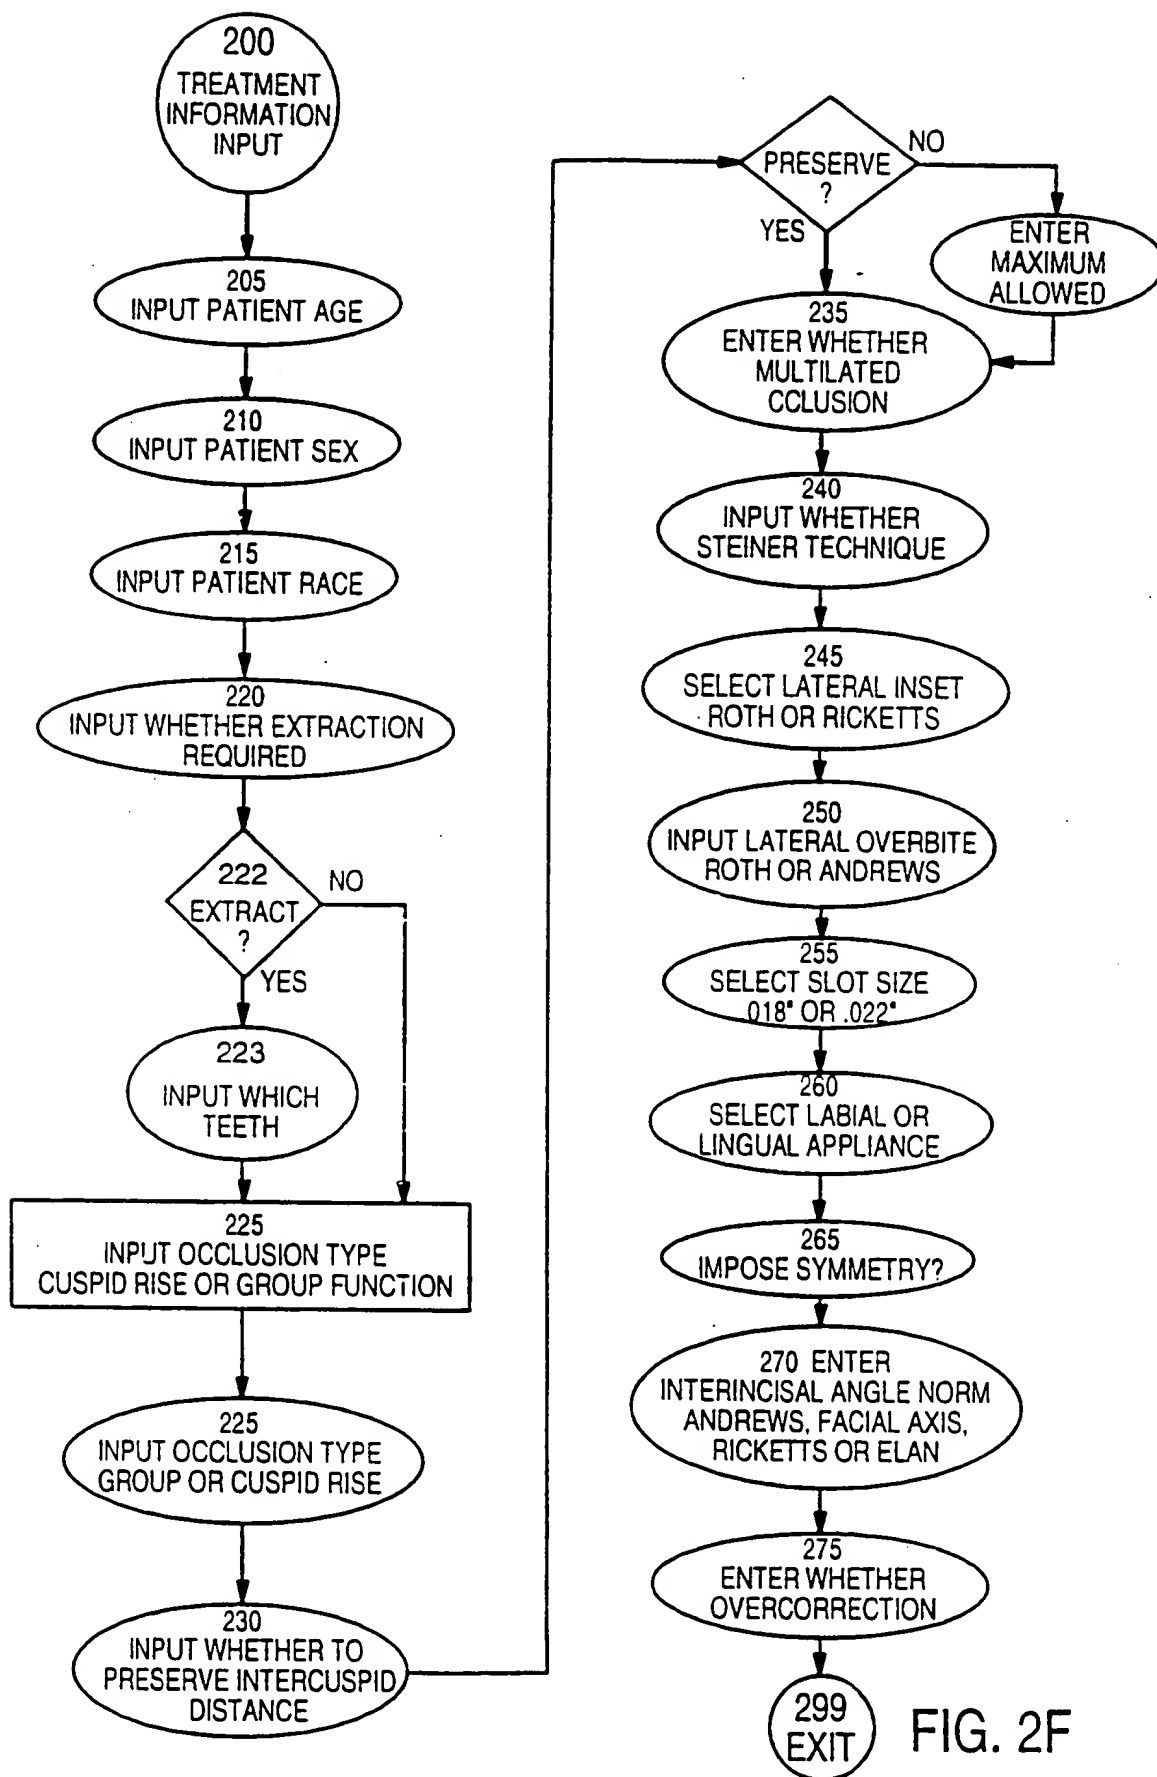 200
TREATMENT
INFORMATION
INPUT
205
INPUT PATIENT AGE
210
INPUT PATIENT SEX
215
INPUT PATIENT RACE
220
INPUT WHETHER EXTRACTION
REQUIRED
222
EXTRACT
?
NO
YES
223
INPUT WHICH
TEETH
225
INPUT OCCLUSION TYPE
CUSPID RISE OR GROUP FUNCTION
225
INPUT OCCLUSION TYPE
GROUP OR CUSPID RISE
230
INPUT WHETHER TO
PRESERVE INTERCUSPID
DISTANCE
PRESERVE
?
NO
YES
ENTER
MAXIMUM
ALLOWED
235
ENTER WHETHER
MULTILATED
CCLUSION
240
INPUT WHETHER
STEINER TECHNIQUE
245
SELECT LATERAL INSET
ROTH OR RICKETTS
250
INPUT LATERAL OVERBITE
ROTH OR ANDREWS
255
SELECT SLOT SIZE
.018" OR .022"
260
SELECT LABIAL OR
LINGUAL APPLIANCE
265
IMPOSE SYMMETRY?
270 ENTER
INTERINCISAL ANGLE NORM
ANDREWS, FACIAL AXIS,
RICKETTS OR ELAN
275
ENTER WHETHER
OVERCORRECTION
299
EXIT
FIG. 2F